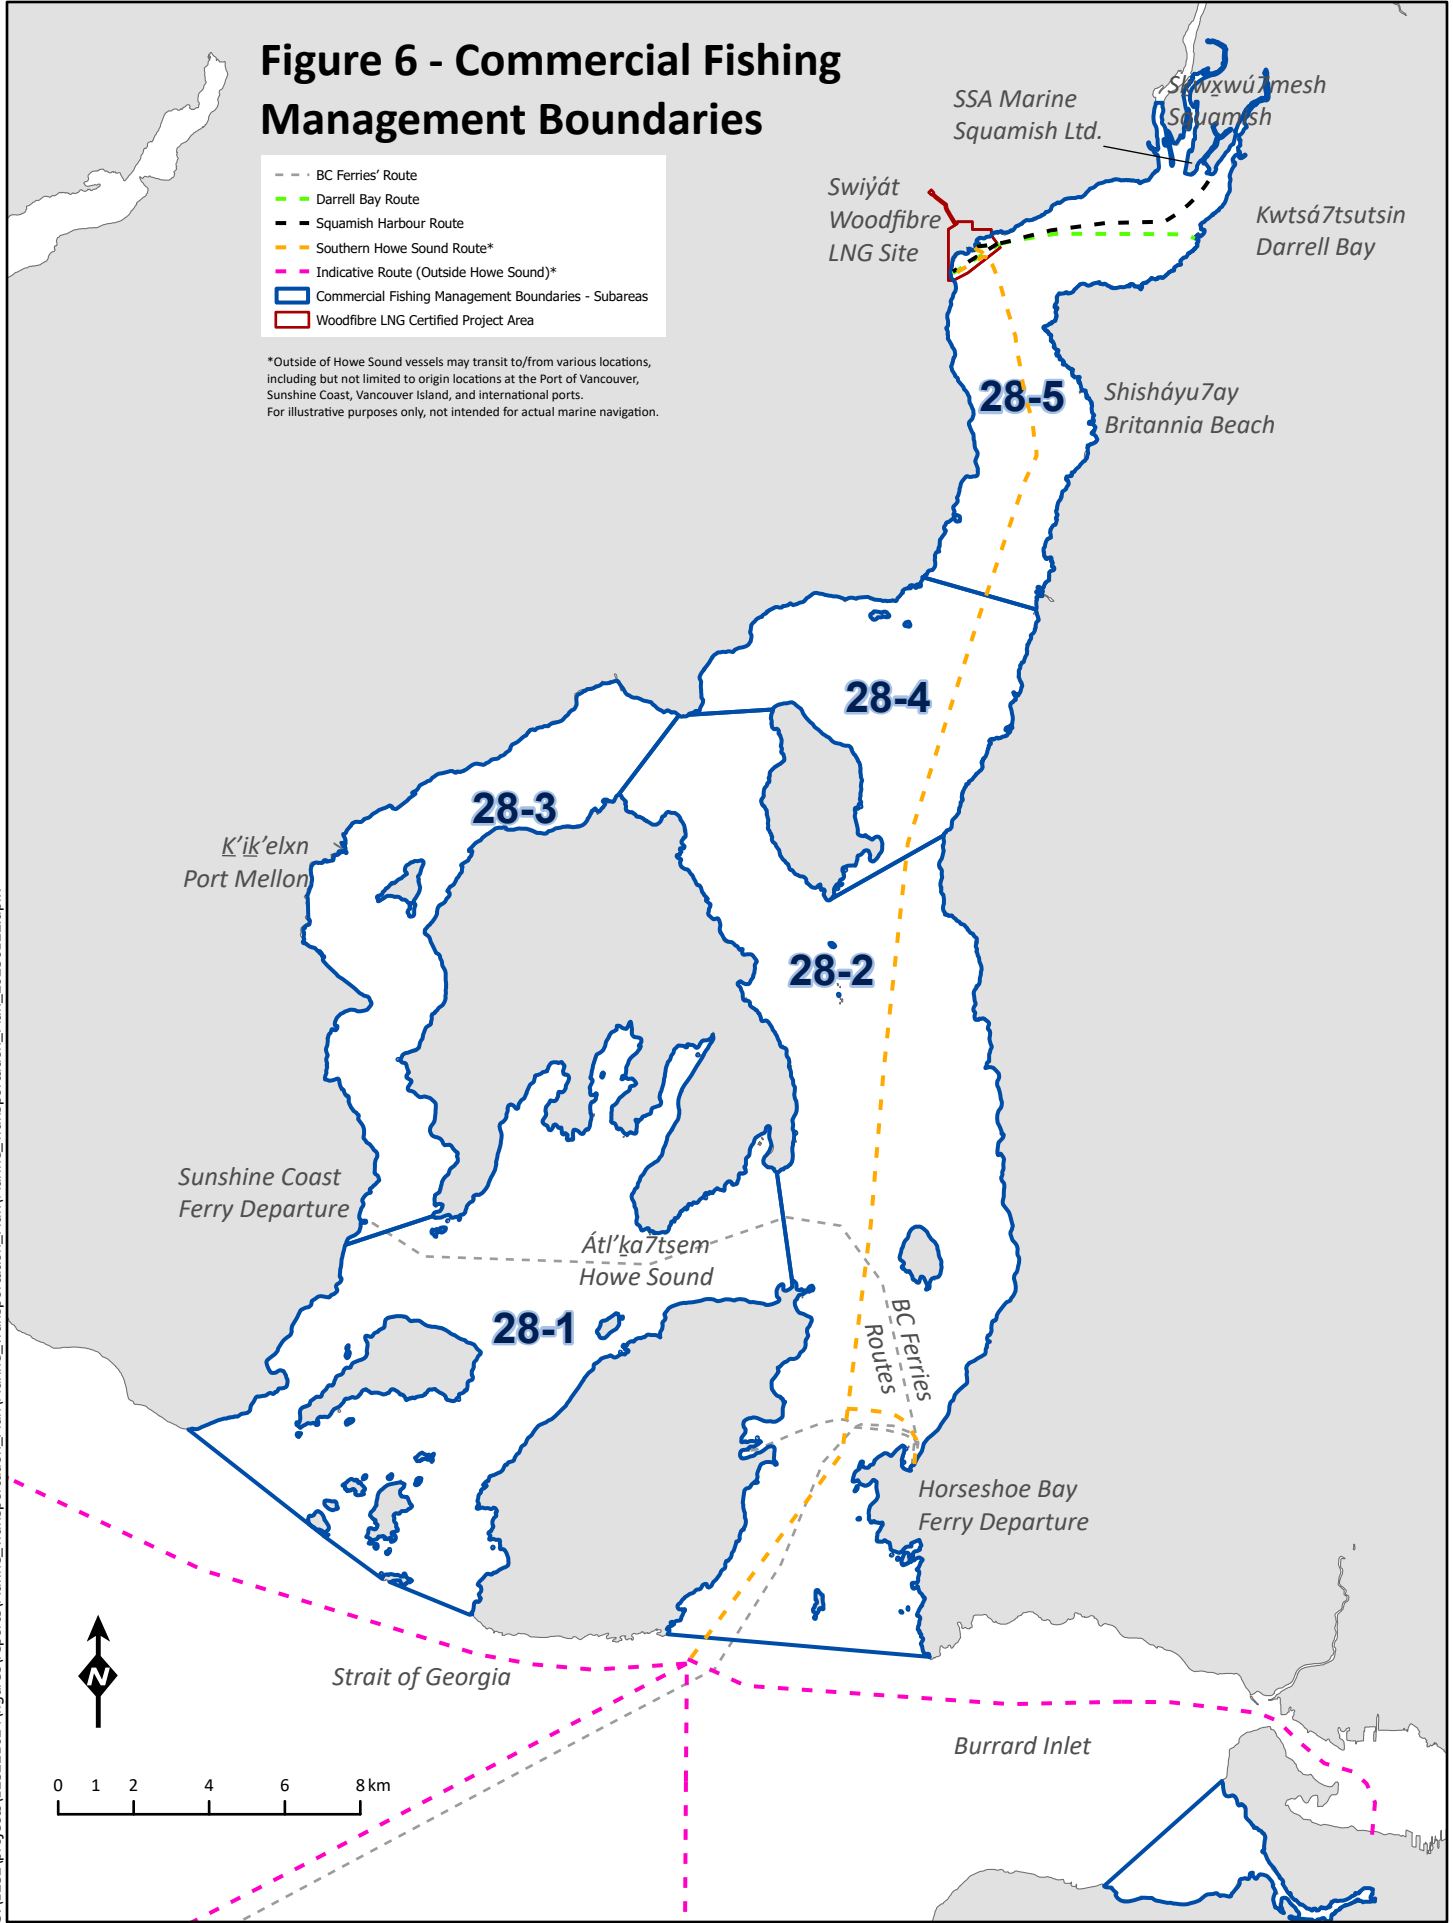 Figure 6 - Commercial Fishing
Management Boundaries
BC Ferries' Route
Darrell Bay Route
Squamish Harbour Route
Southern Howe Sound Route*
Indicative Route (Outside Howe Sound)*
Commercial Fishing Management Boundaries - Subareas
Woodfibre LNG Certified Project Area
*Outside of Howe Sound vessels may transit to/from various locations,
including but not limited to origin locations at the Port of Vancouver,
Sunshine Coast, Vancouver Island, and international ports.
For illustrative purposes only, not intended for actual marine navigation.
SSA Marine
Squamish Ltd.
Sḵwx̱wú7mesh
Squamish
Swiy̓át
Woodfibre
LNG Site
Kwtsá7tsutsin
Darrell Bay
28-5
Shisháyu7ay
Britannia Beach
28-4
28-3
Ḵ'iḵ'elxn
Port Mellon
28-2
Sunshine Coast
Ferry Departure
Átl'ḵa7tsem
Howe Sound
28-1
BC Ferries
Routes
Horseshoe Bay
Ferry Departure
Strait of Georgia
Burrard Inlet
N
0 1 2 4 6 8 km